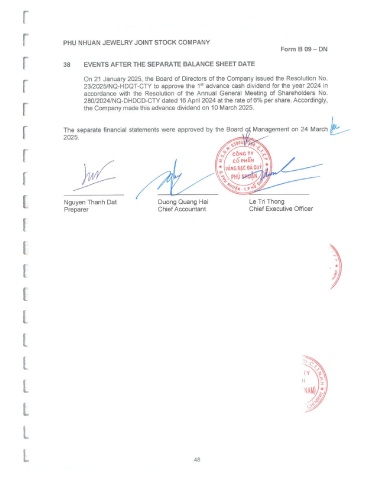 PHU NHUAN JEWELRY JOINT STOCK COMPANY
Form B 09 – DN
38 EVENTS AFTER THE SEPARATE BALANCE SHEET DATE
On 21 January 2025, the Board of Directors of the Company issued the Resolution No.
23/2025/NQ-HDQT-CTY to approve the 1st advance cash dividend for the year 2024 in
accordance with the Resolution of the Annual General Meeting of Shareholders No.
280/2024/NQ-DHDCD-CTY dated 16 April 2024 at the rate of 6% per share. Accordingly,
the Company made this advance dividend on 10 March 2025.
The separate financial statements were approved by the Board of Management on 24 March
2025.
CÔNG TY
CỔ PHẦN
VÀNG BẠC ĐÁ QUÝ
PHÚ NHUẬN
Nguyen Thanh Dat
Preparer
Duong Quang Hai
Chief Accountant
Le Tri Thong
Chief Executive Officer